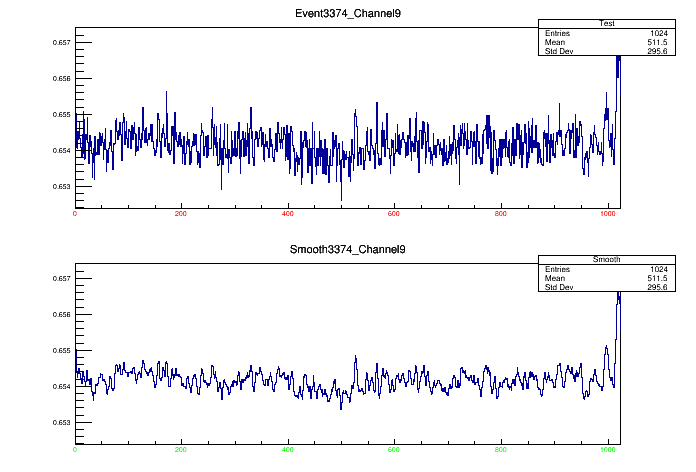 Event3374_Channel9
Test
Entries 1024
Mean 511.5
Std Dev 295.6
0.657
0.656
0.655
0.654
0.653
0 200 400 600 800 1000
Smooth3374_Channel9
Smooth
Entries 1024
Mean 511.5
Std Dev 295.6
0.657
0.656
0.655
0.654
0.653
0 200 400 600 800 1000